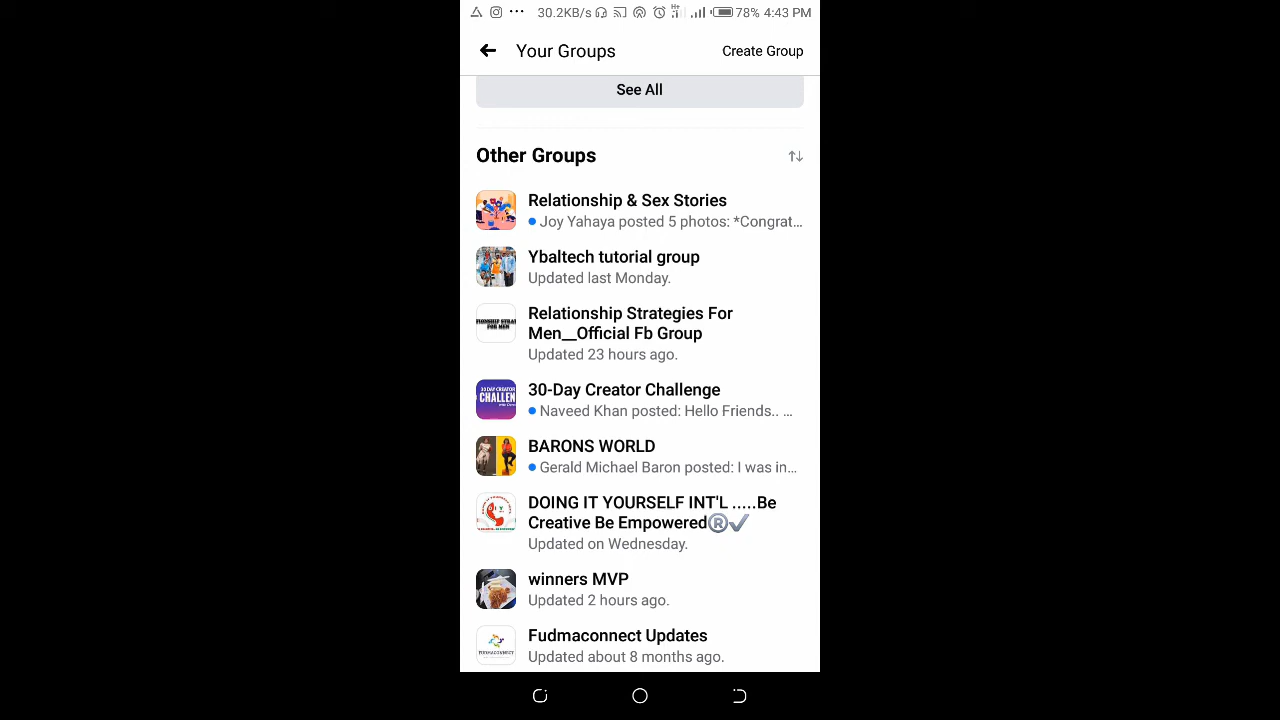 30.2KB/s 78% 4:43 PM
Your Groups Create Group
See All
Other Groups
Relationship & Sex Stories
Joy Yahaya posted 5 photos: *Congrat...
Ybaltech tutorial group
Updated last Monday.
Relationship Strategies For
Men__Official Fb Group
Updated 23 hours ago.
30-Day Creator Challenge
Naveed Khan posted: Hello Friends.. ...
BARONS WORLD
Gerald Michael Baron posted: I was in...
DOING IT YOURSELF INT'L .....Be
Creative Be Empowered®✔
Updated on Wednesday.
winners MVP
Updated 2 hours ago.
Fudmaconnect Updates
Updated about 8 months ago.